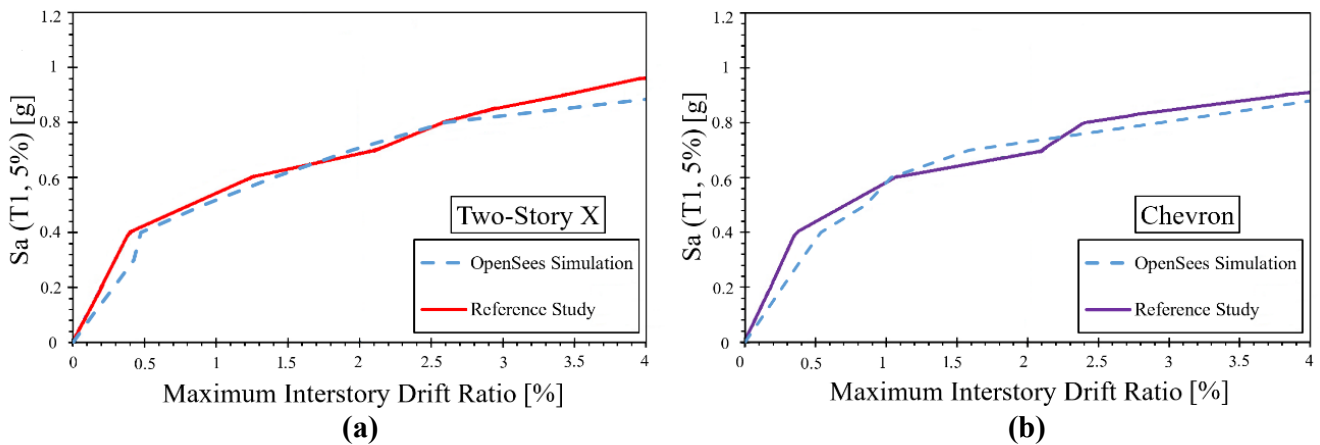 Sa (T1, 5%) [g]
1.2
1
0.8
0.6
0.4
0.2
0
0 0.5 1 1.5 2 2.5 3 3.5 4
Two-Story X
OpenSees Simulation
Reference Study
Maximum Interstory Drift Ratio [%]
(a)
Sa (T1, 5%) [g]
1.2
1
0.8
0.6
0.4
0.2
0
0 0.5 1 1.5 2 2.5 3 3.5 4
Chevron
OpenSees Simulation
Reference Study
Maximum Interstory Drift Ratio [%]
(b)